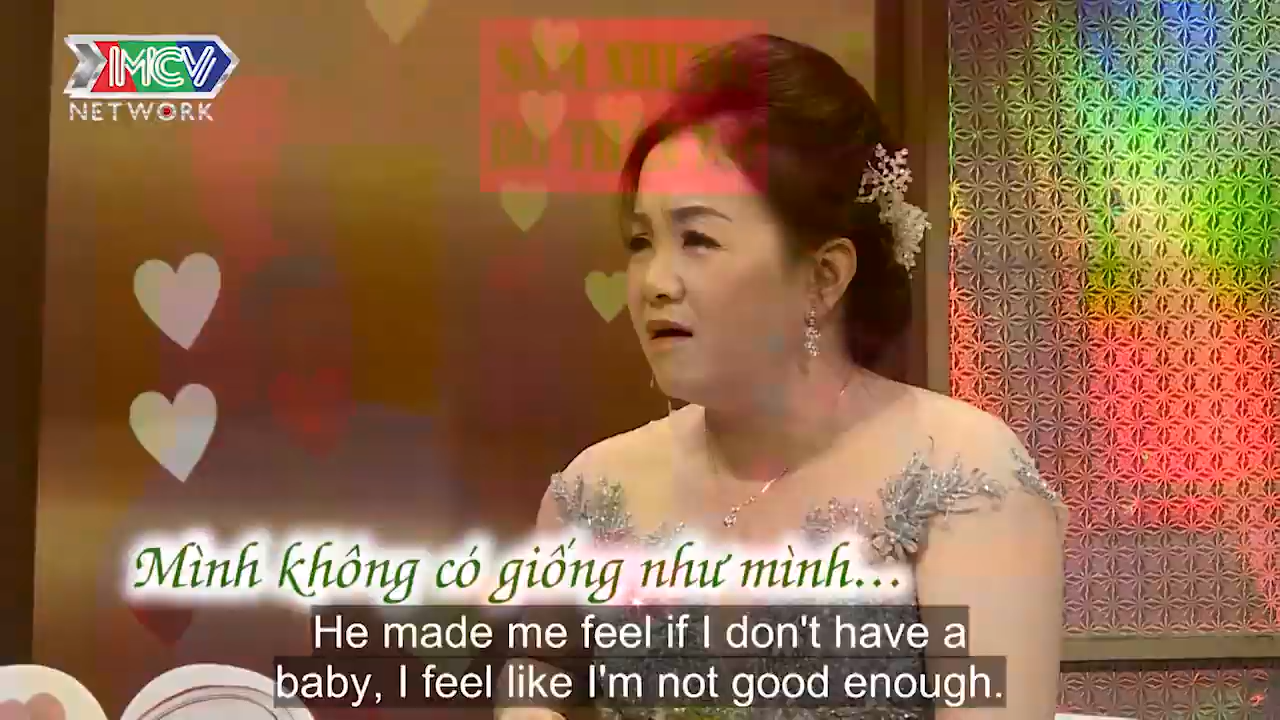 MCV
NETWORK
Mình không có giống như mình...
He made me feel if I don't have a
baby, I feel like I'm not good enough.